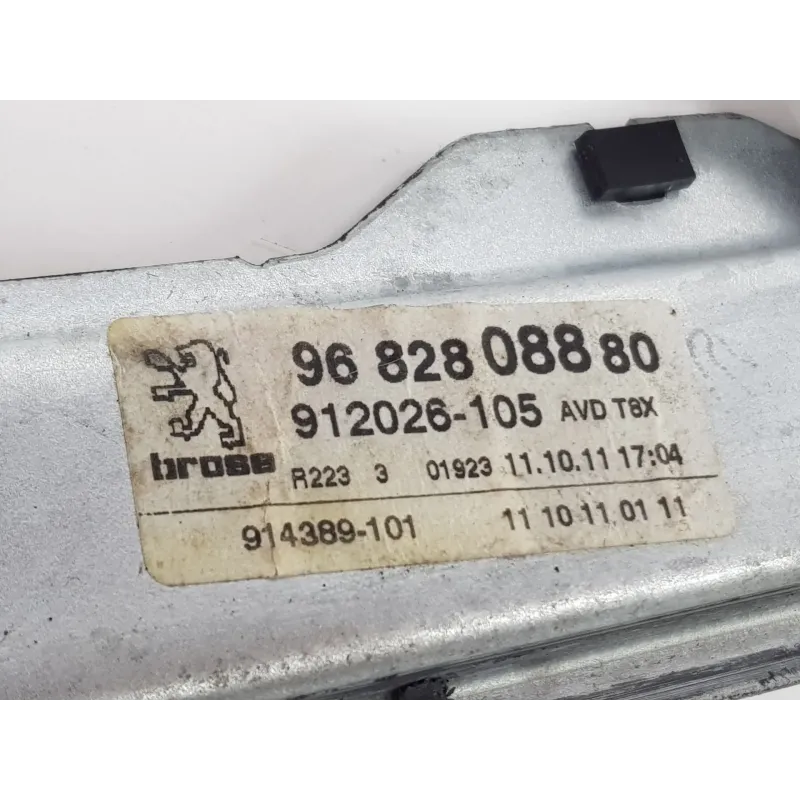 96 828 088 80
912026-105 AVD T8X
brose
R223 3 01923 11.10.11 17:04
914389-101 11 10 11 01 11